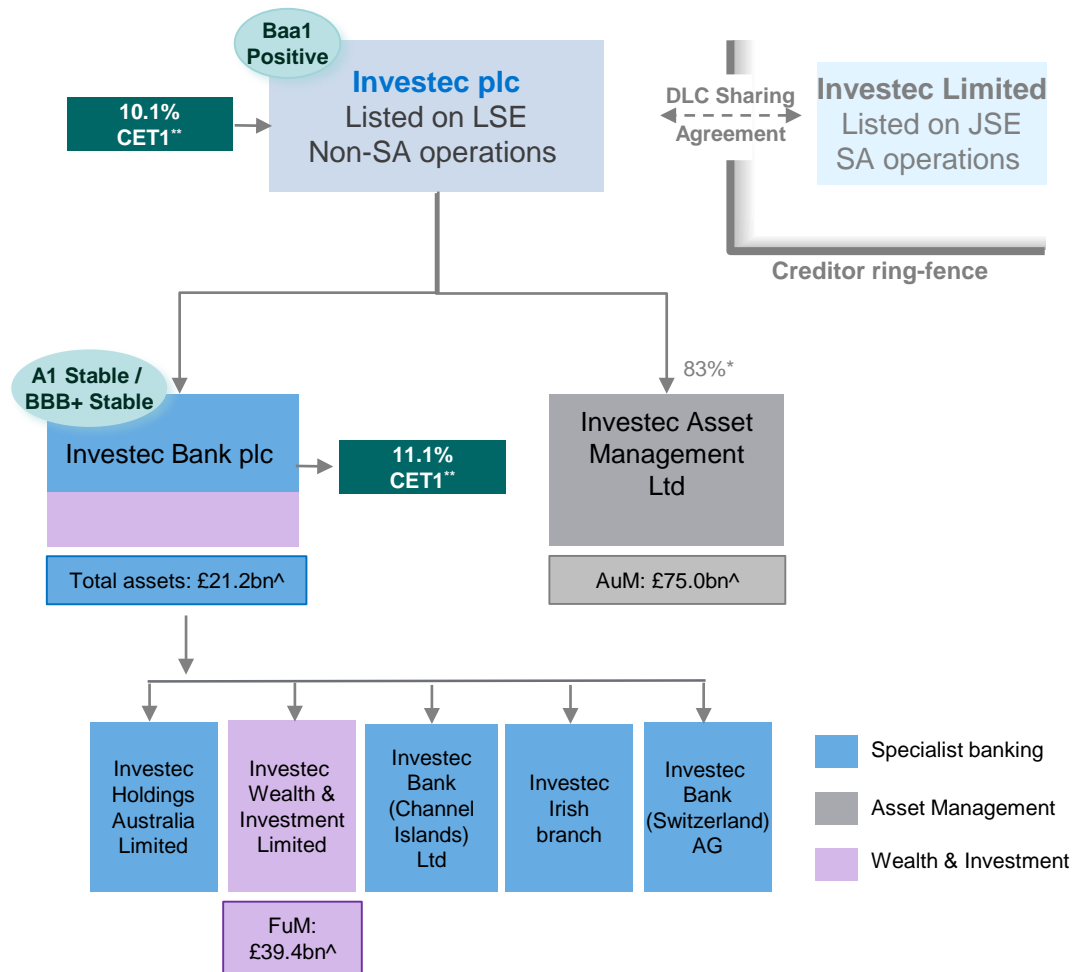 Baa1
Positive
Investec plc
Listed on LSE
Non-SA operations
10.1%
CET1**
DLC Sharing
Agreement
Investec Limited
Listed on JSE
SA operations
Creditor ring-fence
83%*
A1 Stable /
BBB+ Stable
Investec Bank plc
11.1%
CET1**
Investec Asset
Management
Ltd
Total assets: £21.2bn^
AuM: £75.0bn^
Investec
Holdings
Australia
Limited
Investec
Wealth &
Investment
Limited
Investec
Bank
(Channel
Islands)
Ltd
Investec
Irish
branch
Investec
Bank
(Switzerland)
AG
Specialist banking
Asset Management
Wealth & Investment
FuM:
£39.4bn^